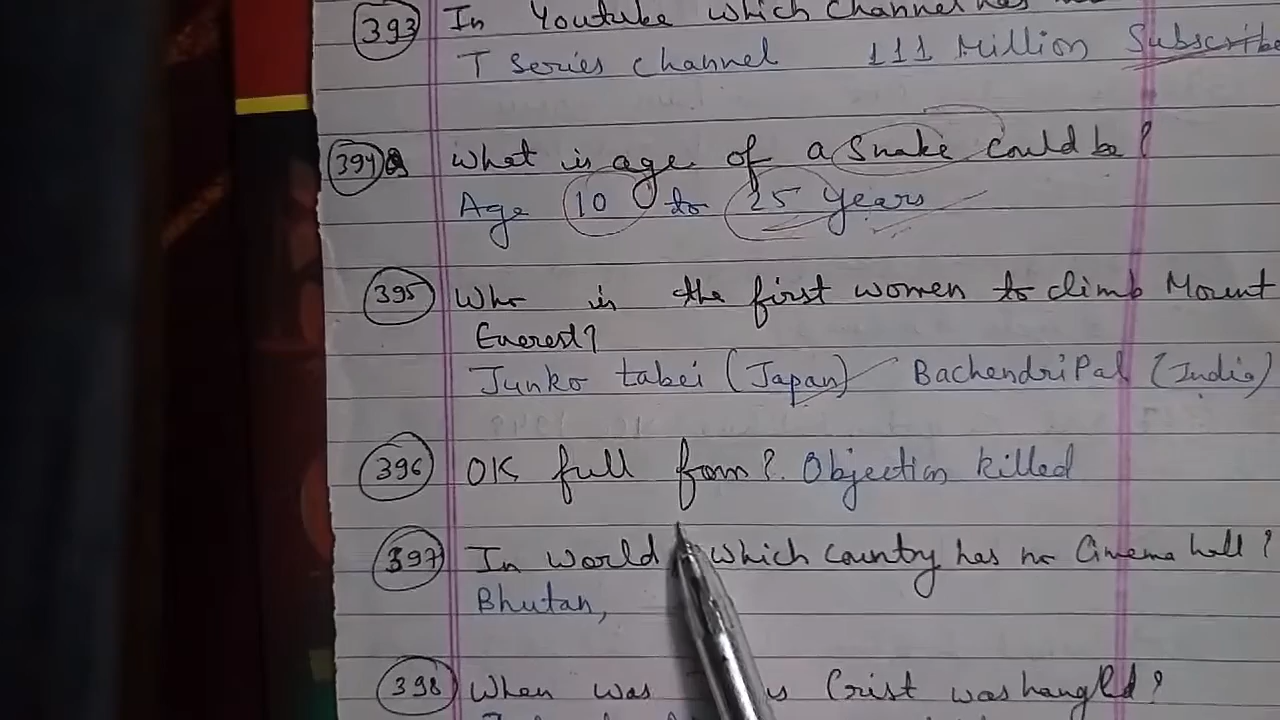 393 In Youtube which channel has
T Series channel 111 Million Subscribe
394 What is age of a Snake could be?
Age 10 to 25 years
395 Who is the first women to climb Mount
Everest?
Junko tabei (Japan) Bachendri Pal (India)
396 OK full from? Objection killed
397 In World which country has no Cinema hall?
Bhutan,
398 When was Crist was hangled?